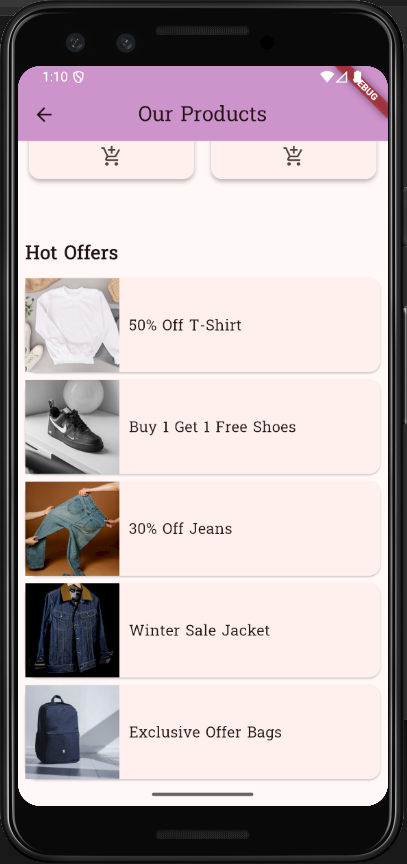 1:10
DEBUG
Our Products
Hot Offers
50% Off T-Shirt
Buy 1 Get 1 Free Shoes
30% Off Jeans
Winter Sale Jacket
Exclusive Offer Bags